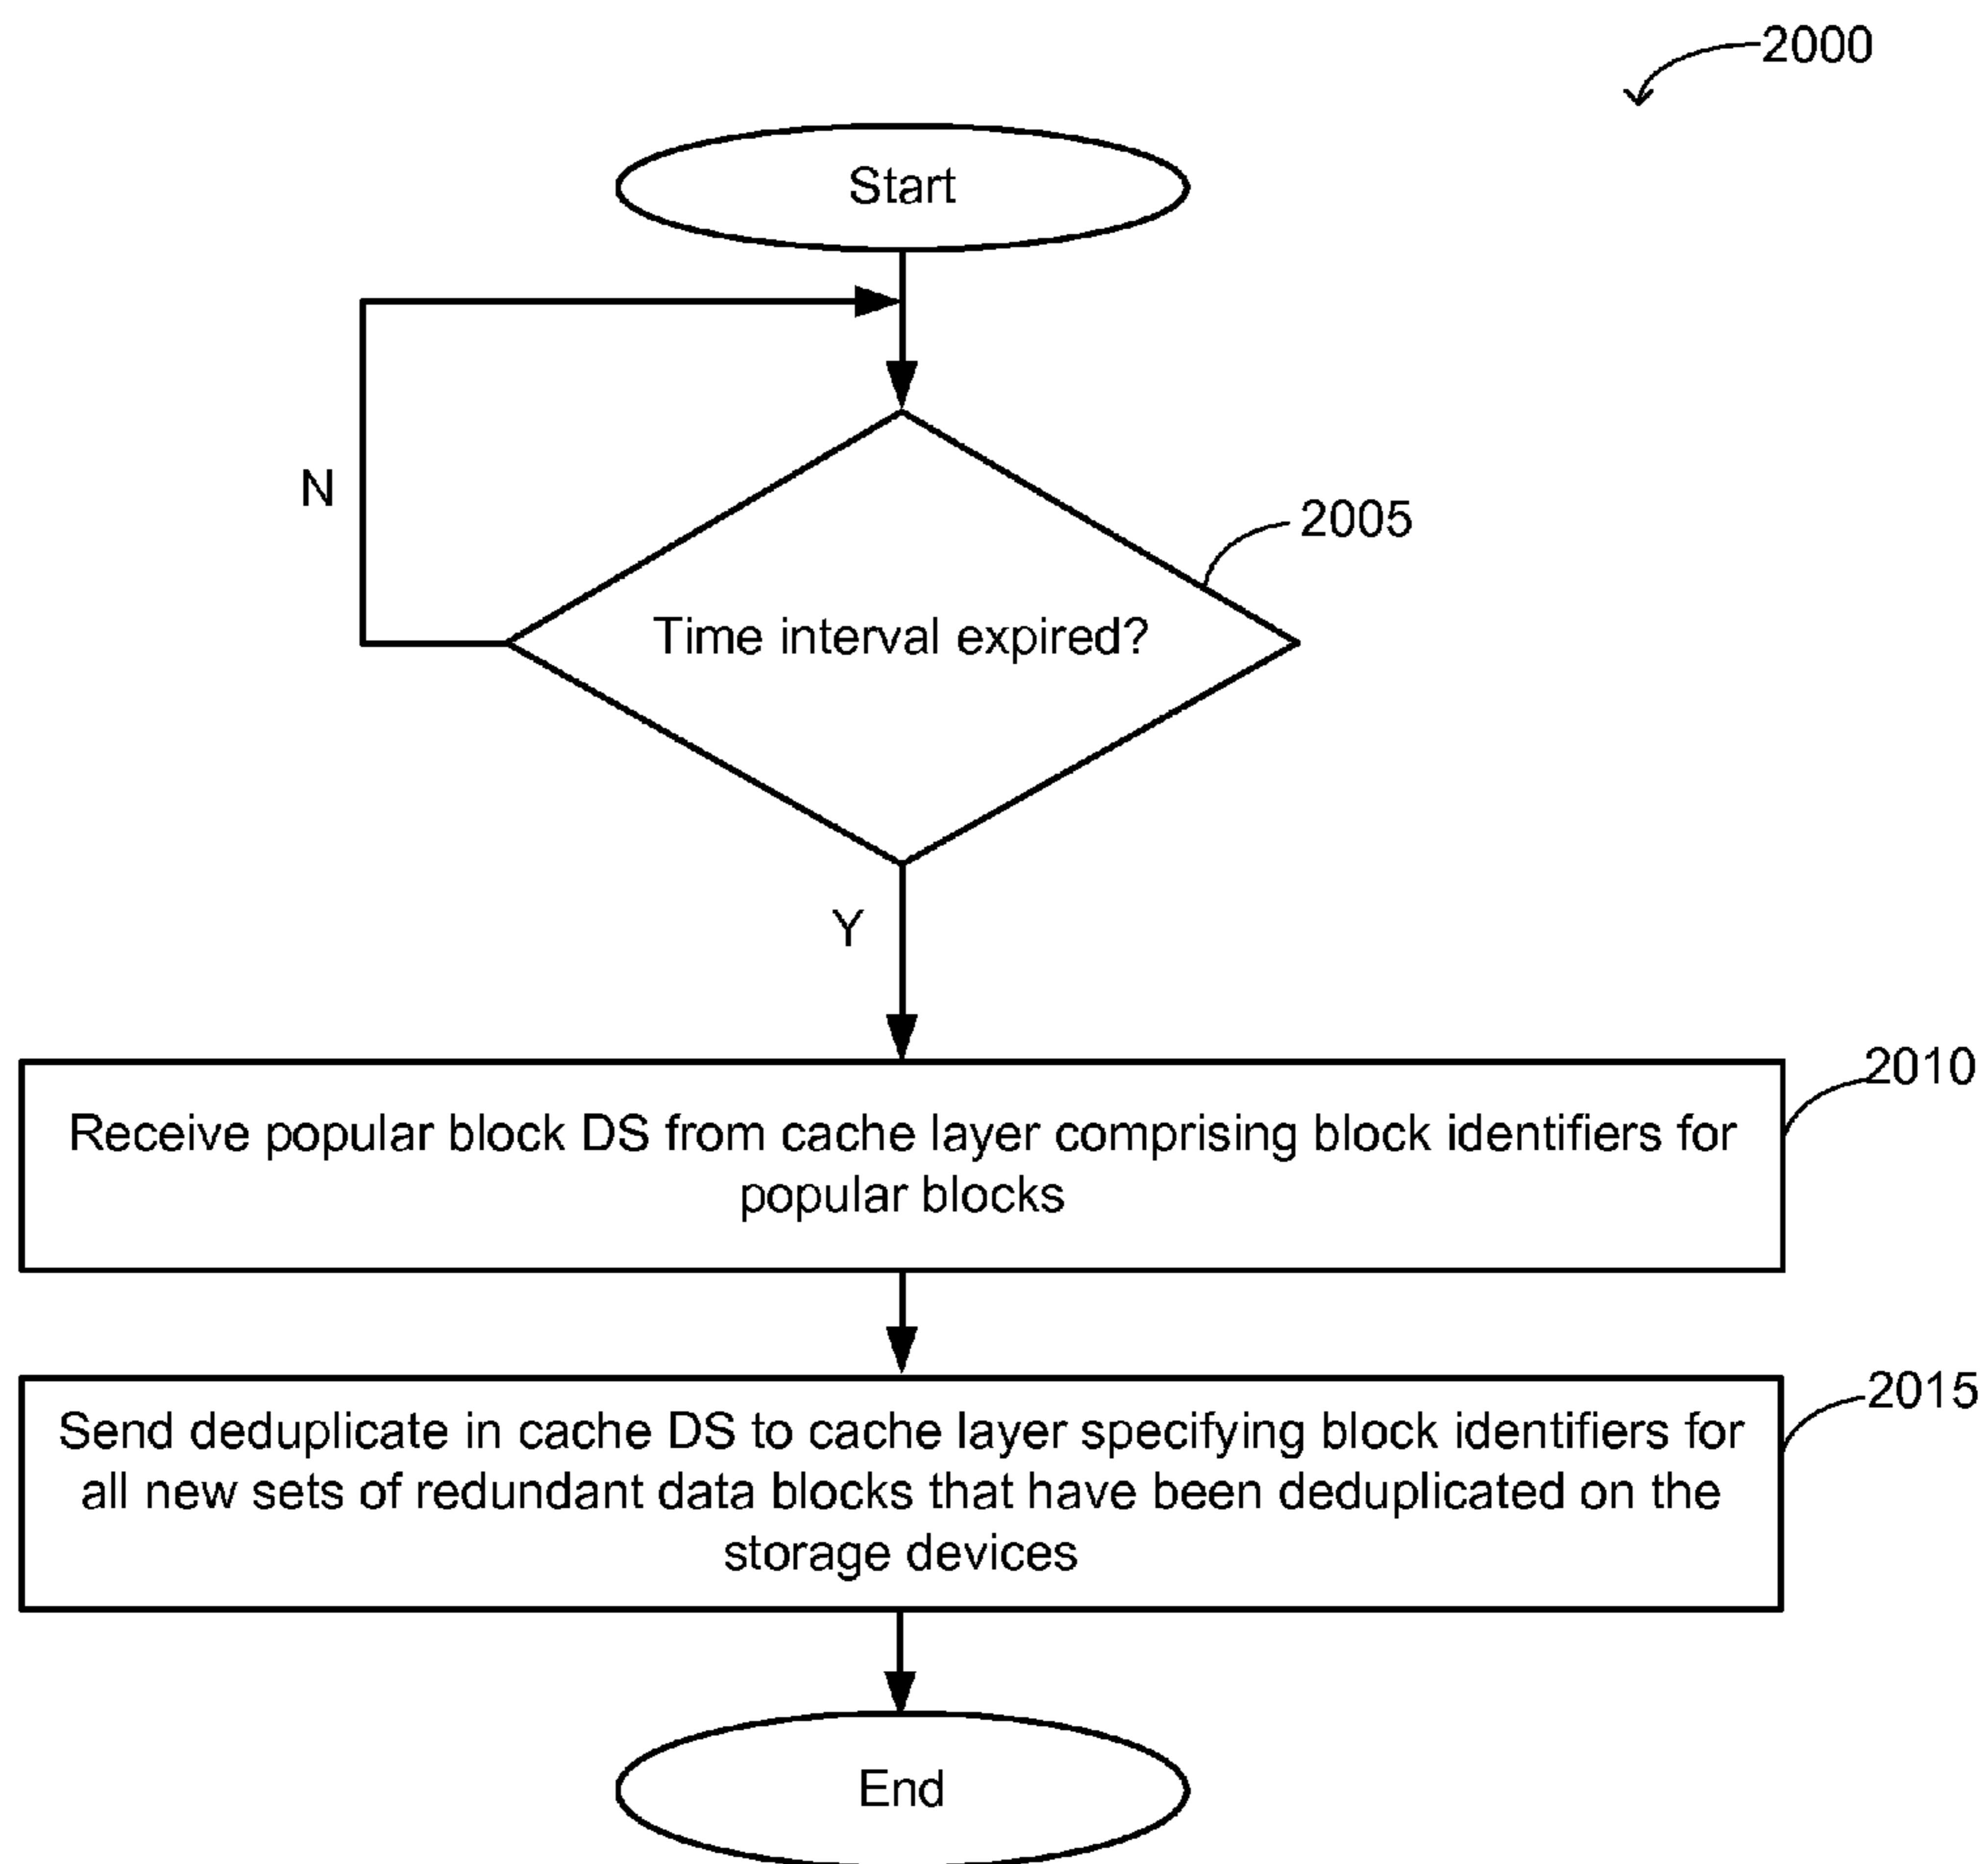 2000
Start
N
2005
Time interval expired?
Y
2010
Receive popular block DS from cache layer comprising block identifiers for
popular blocks
2015
Send deduplicate in cache DS to cache layer specifying block identifiers for
all new sets of redundant data blocks that have been deduplicated on the
storage devices
End